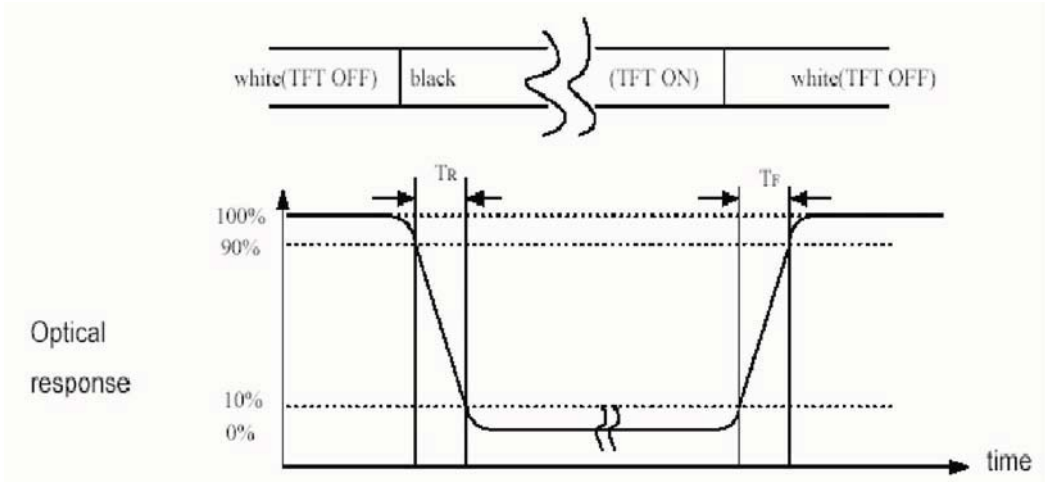 white(TFT OFF) black (TFT ON) white(TFT OFF)
TR TF
100%
90%
Optical
response
10%
0%
time